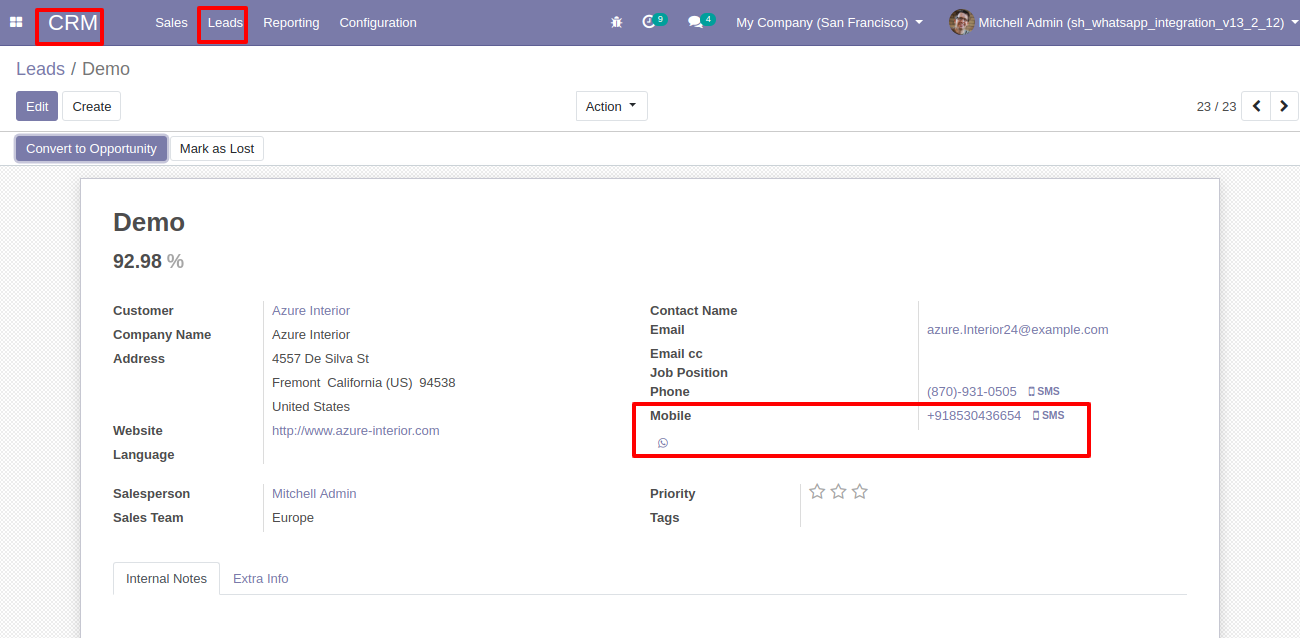 CRM Sales Leads Reporting Configuration 9 4 My Company (San Francisco) Mitchell Admin (sh_whatsapp_integration_v13_2_12)
Leads / Demo
Edit Create Action 23 / 23
Convert to Opportunity Mark as Lost
Demo
92.98 %
Customer Azure Interior
Company Name Azure Interior
Address 4557 De Silva St
Fremont California (US) 94538
United States
Website http://www.azure-interior.com
Language
Contact Name
Email azure.Interior24@example.com
Email cc
Job Position
Phone (870)-931-0505 SMS
Mobile +918530436654 SMS
Salesperson Mitchell Admin
Sales Team Europe
Priority
Tags
Internal Notes Extra Info